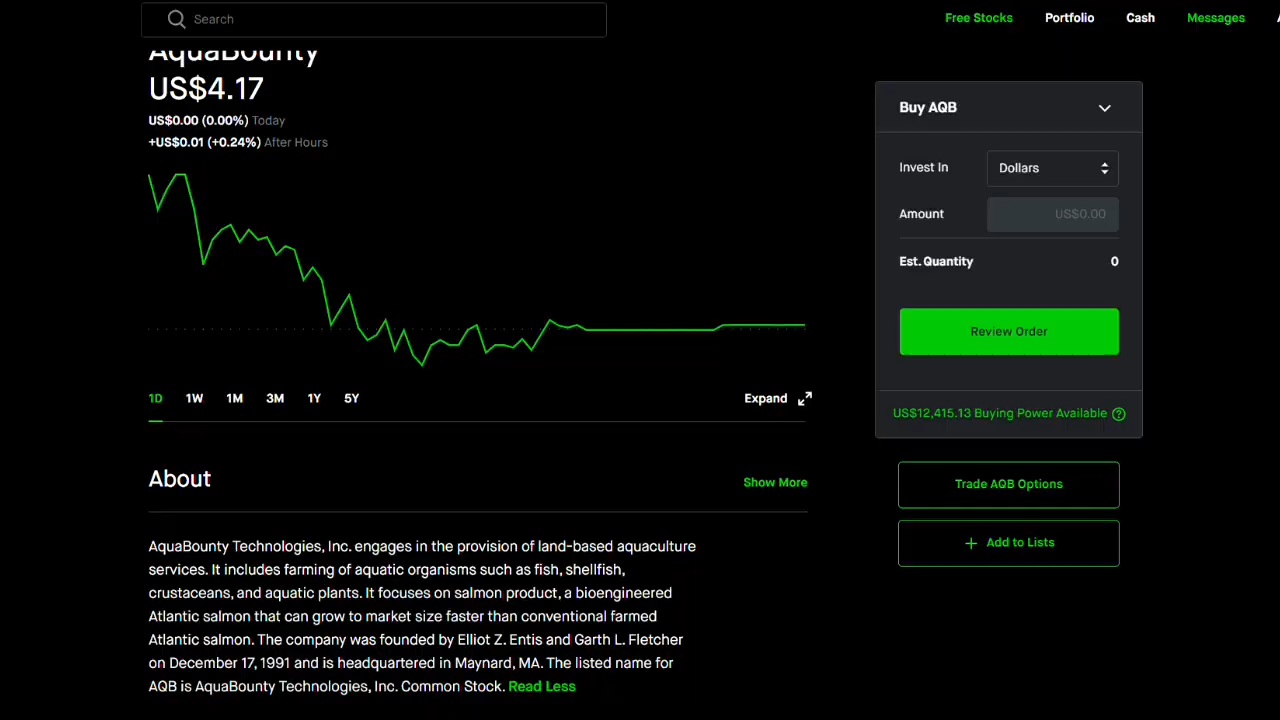 Search
Free Stocks Portfolio Cash Messages
AquaBounty
US$4.17
US$0.00 (0.00%) Today
+US$0.01 (+0.24%) After Hours
1D 1W 1M 3M 1Y 5Y Expand
About
Show More
AquaBounty Technologies, Inc. engages in the provision of land-based aquaculture
services. It includes farming of aquatic organisms such as fish, shellfish,
crustaceans, and aquatic plants. It focuses on salmon product, a bioengineered
Atlantic salmon that can grow to market size faster than conventional farmed
Atlantic salmon. The company was founded by Elliot Z. Entis and Garth L. Fletcher
on December 17, 1991 and is headquartered in Maynard, MA. The listed name for
AQB is AquaBounty Technologies, Inc. Common Stock. Read Less
Buy AQB
Invest In Dollars
Amount US$0.00
Est. Quantity 0
Review Order
US$12,415.13 Buying Power Available
Trade AQB Options
+ Add to Lists